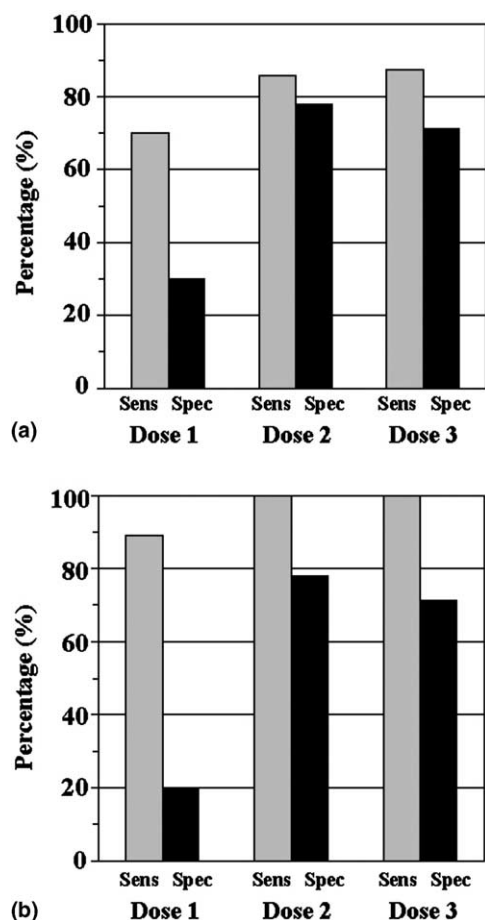 100
80
60
40
20
0
Percentage (%)
Sens Spec Sens Spec Sens Spec
(a) Dose 1 Dose 2 Dose 3
100
80
60
40
20
0
Percentage (%)
Sens Spec Sens Spec Sens Spec
(b) Dose 1 Dose 2 Dose 3